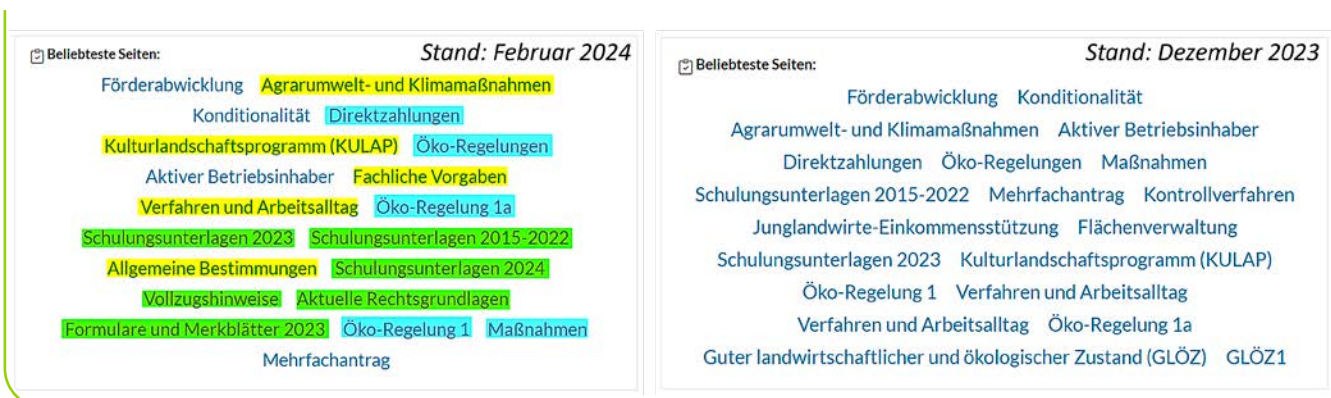 Beliebteste Seiten:
Stand: Februar 2024
Förderabwicklung Agrarumwelt- und Klimamaßnahmen
Konditionalität Direktzahlungen
Kulturlandschaftsprogramm (KULAP) Öko-Regelungen
Aktiver Betriebsinhaber Fachliche Vorgaben
Verfahren und Arbeitsalltag Öko-Regelung 1a
Schulungsunterlagen 2023 Schulungsunterlagen 2015-2022
Allgemeine Bestimmungen Schulungsunterlagen 2024
Vollzugshinweise Aktuelle Rechtsgrundlagen
Formulare und Merkblätter 2023 Öko-Regelung 1 Maßnahmen
Mehrfachantrag
Stand: Dezember 2023
Beliebteste Seiten:
Förderabwicklung Konditionalität
Agrarumwelt- und Klimamaßnahmen Aktiver Betriebsinhaber
Direktzahlungen Öko-Regelungen Maßnahmen
Schulungsunterlagen 2015-2022 Mehrfachantrag Kontrollverfahren
Junglandwirte-Einkommensstützung Flächenverwaltung
Schulungsunterlagen 2023 Kulturlandschaftsprogramm (KULAP)
Öko-Regelung 1 Verfahren und Arbeitsalltag
Verfahren und Arbeitsalltag Öko-Regelung 1a
Guter landwirtschaftlicher und ökologischer Zustand (GLÖZ) GLÖZ1